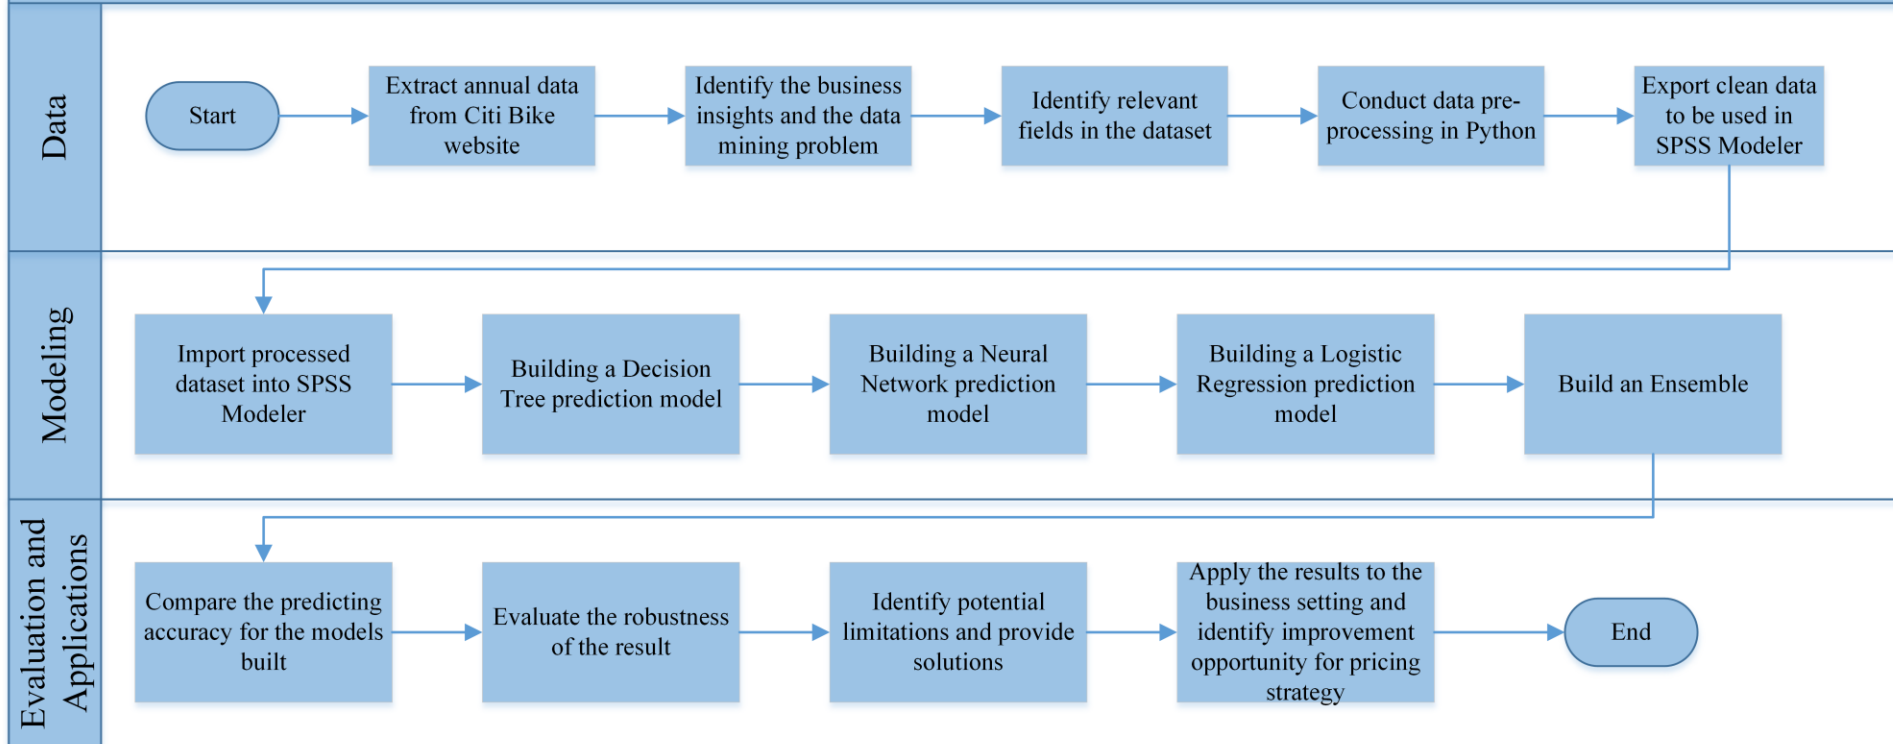 Data
Start
Extract annual data
from Citi Bike
website
Identify the business
insights and the data
mining problem
Identify relevant
fields in the dataset
Conduct data pre-
processing in Python
Export clean data
to be used in
SPSS Modeler
Modeling
Import processed
dataset into SPSS
Modeler
Building a Decision
Tree prediction model
Building a Neural
Network prediction
model
Building a Logistic
Regression prediction
model
Build an Ensemble
Evaluation and
Applications
Compare the predicting
accuracy for the models
built
Evaluate the robustness
of the result
Identify potential
limitations and provide
solutions
Apply the results to the
business setting and
identify improvement
opportunity for pricing
strategy
End